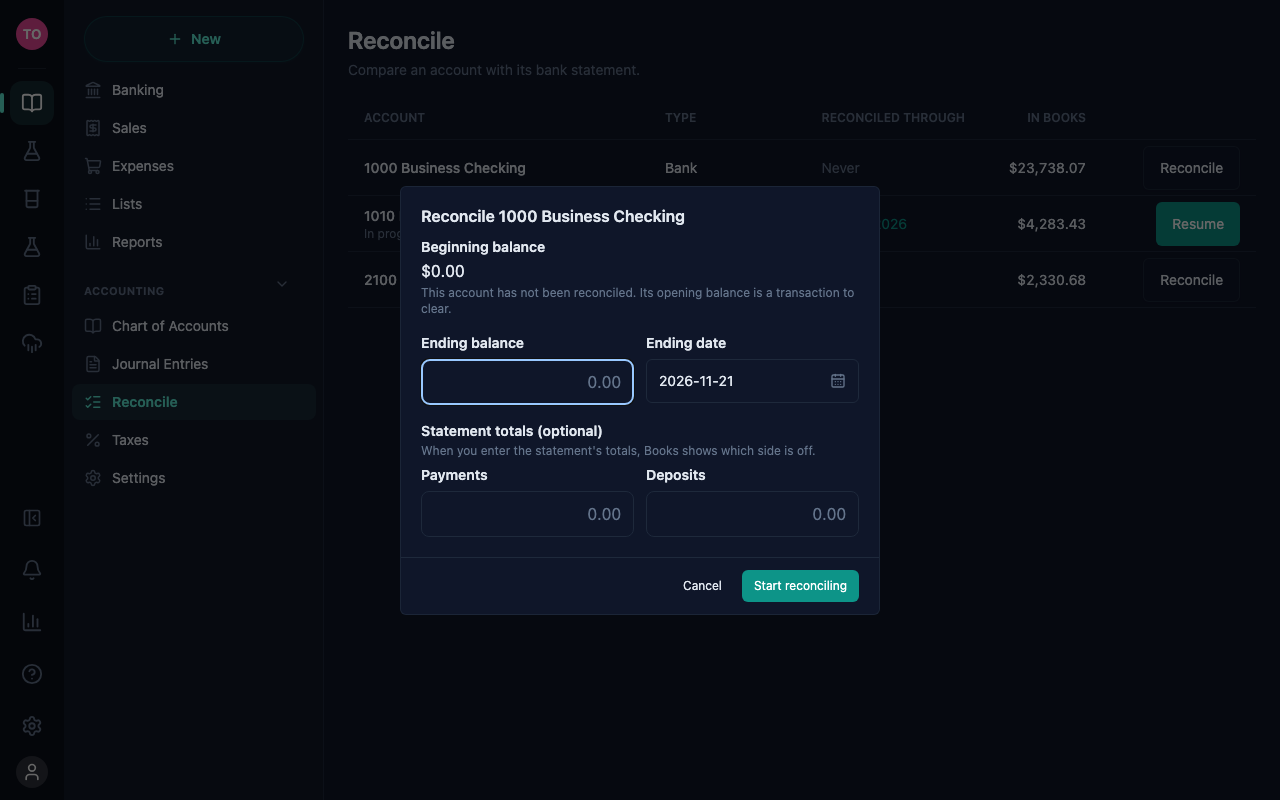 TO
New
Banking
Sales
Expenses
Lists
Reports
ACCOUNTING
Chart of Accounts
Journal Entries
Reconcile
Taxes
Settings
Reconcile
Compare an account with its bank statement.
ACCOUNT TYPE RECONCILED THROUGH IN BOOKS
1000 Business Checking Bank Never $23,738.07 Reconcile
1010 026 $4,283.43 Resume
In prog
2100 $2,330.68 Reconcile
Reconcile 1000 Business Checking
Beginning balance
$0.00
This account has not been reconciled. Its opening balance is a transaction to
clear.
Ending balance Ending date
0.00 2026-11-21
Statement totals (optional)
When you enter the statement's totals, Books shows which side is off.
Payments Deposits
0.00 0.00
Cancel Start reconciling